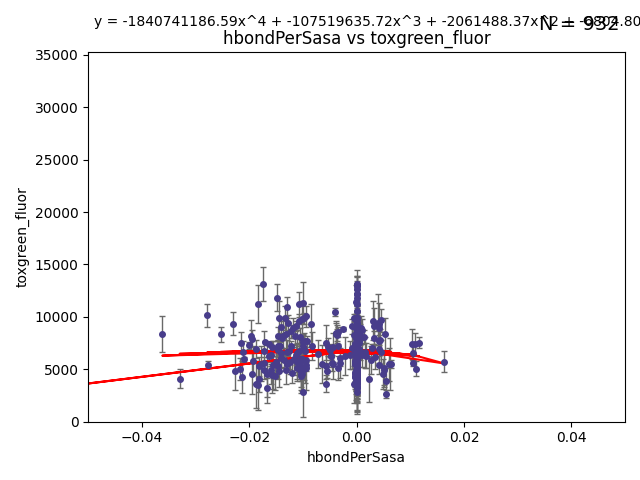 y = -1840741186.59x^4 + -107519635.72x^3 + -2061488.37x^2 +
N = 932
hbondPerSasa vs toxgreen_fluor
35000
30000
25000
20000
15000
10000
5000
0
toxgreen_fluor
−0.04 −0.02 0.00 0.02 0.04
hbondPerSasa